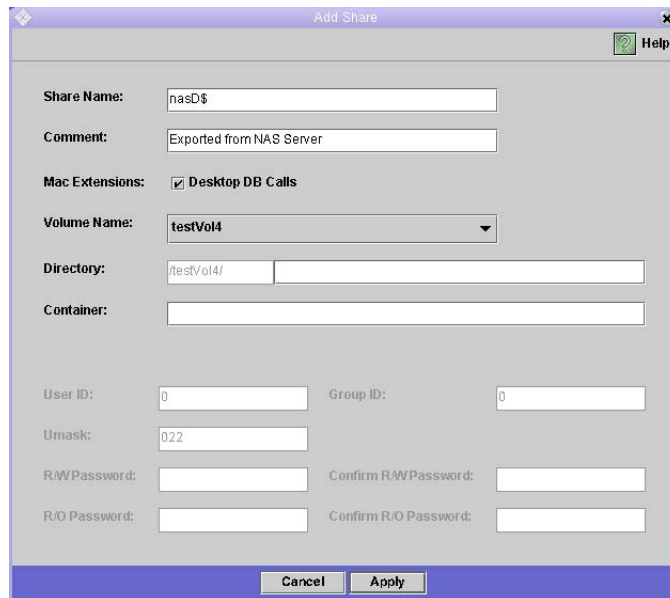 Add Share
Help
Share Name: nasD$
Comment: Exported from NAS Server
Mac Extensions: Desktop DB Calls
Volume Name: testVol4
Directory: /testVol4/
Container:
User ID: 0 Group ID: 0
Umask: 022
R/W Password: Confirm R/W Password:
R/O Password: Confirm R/O Password:
Cancel Apply